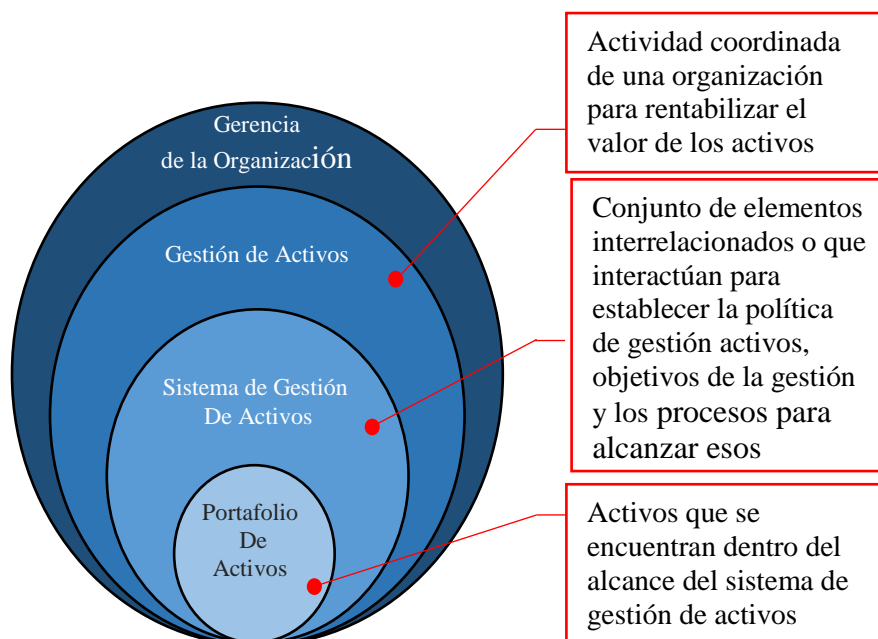 Gerencia
de la Organización
Gestión de Activos
Sistema de Gestión
De Activos
Portafolio
De
Activos
Actividad coordinada
de una organización
para rentabilizar el
valor de los activos
Conjunto de elementos
interrelacionados o que
interactúan para
establecer la política
de gestión activos,
objetivos de la gestión
y los procesos para
alcanzar esos
Activos que se
encuentran dentro del
alcance del sistema de
gestión de activos